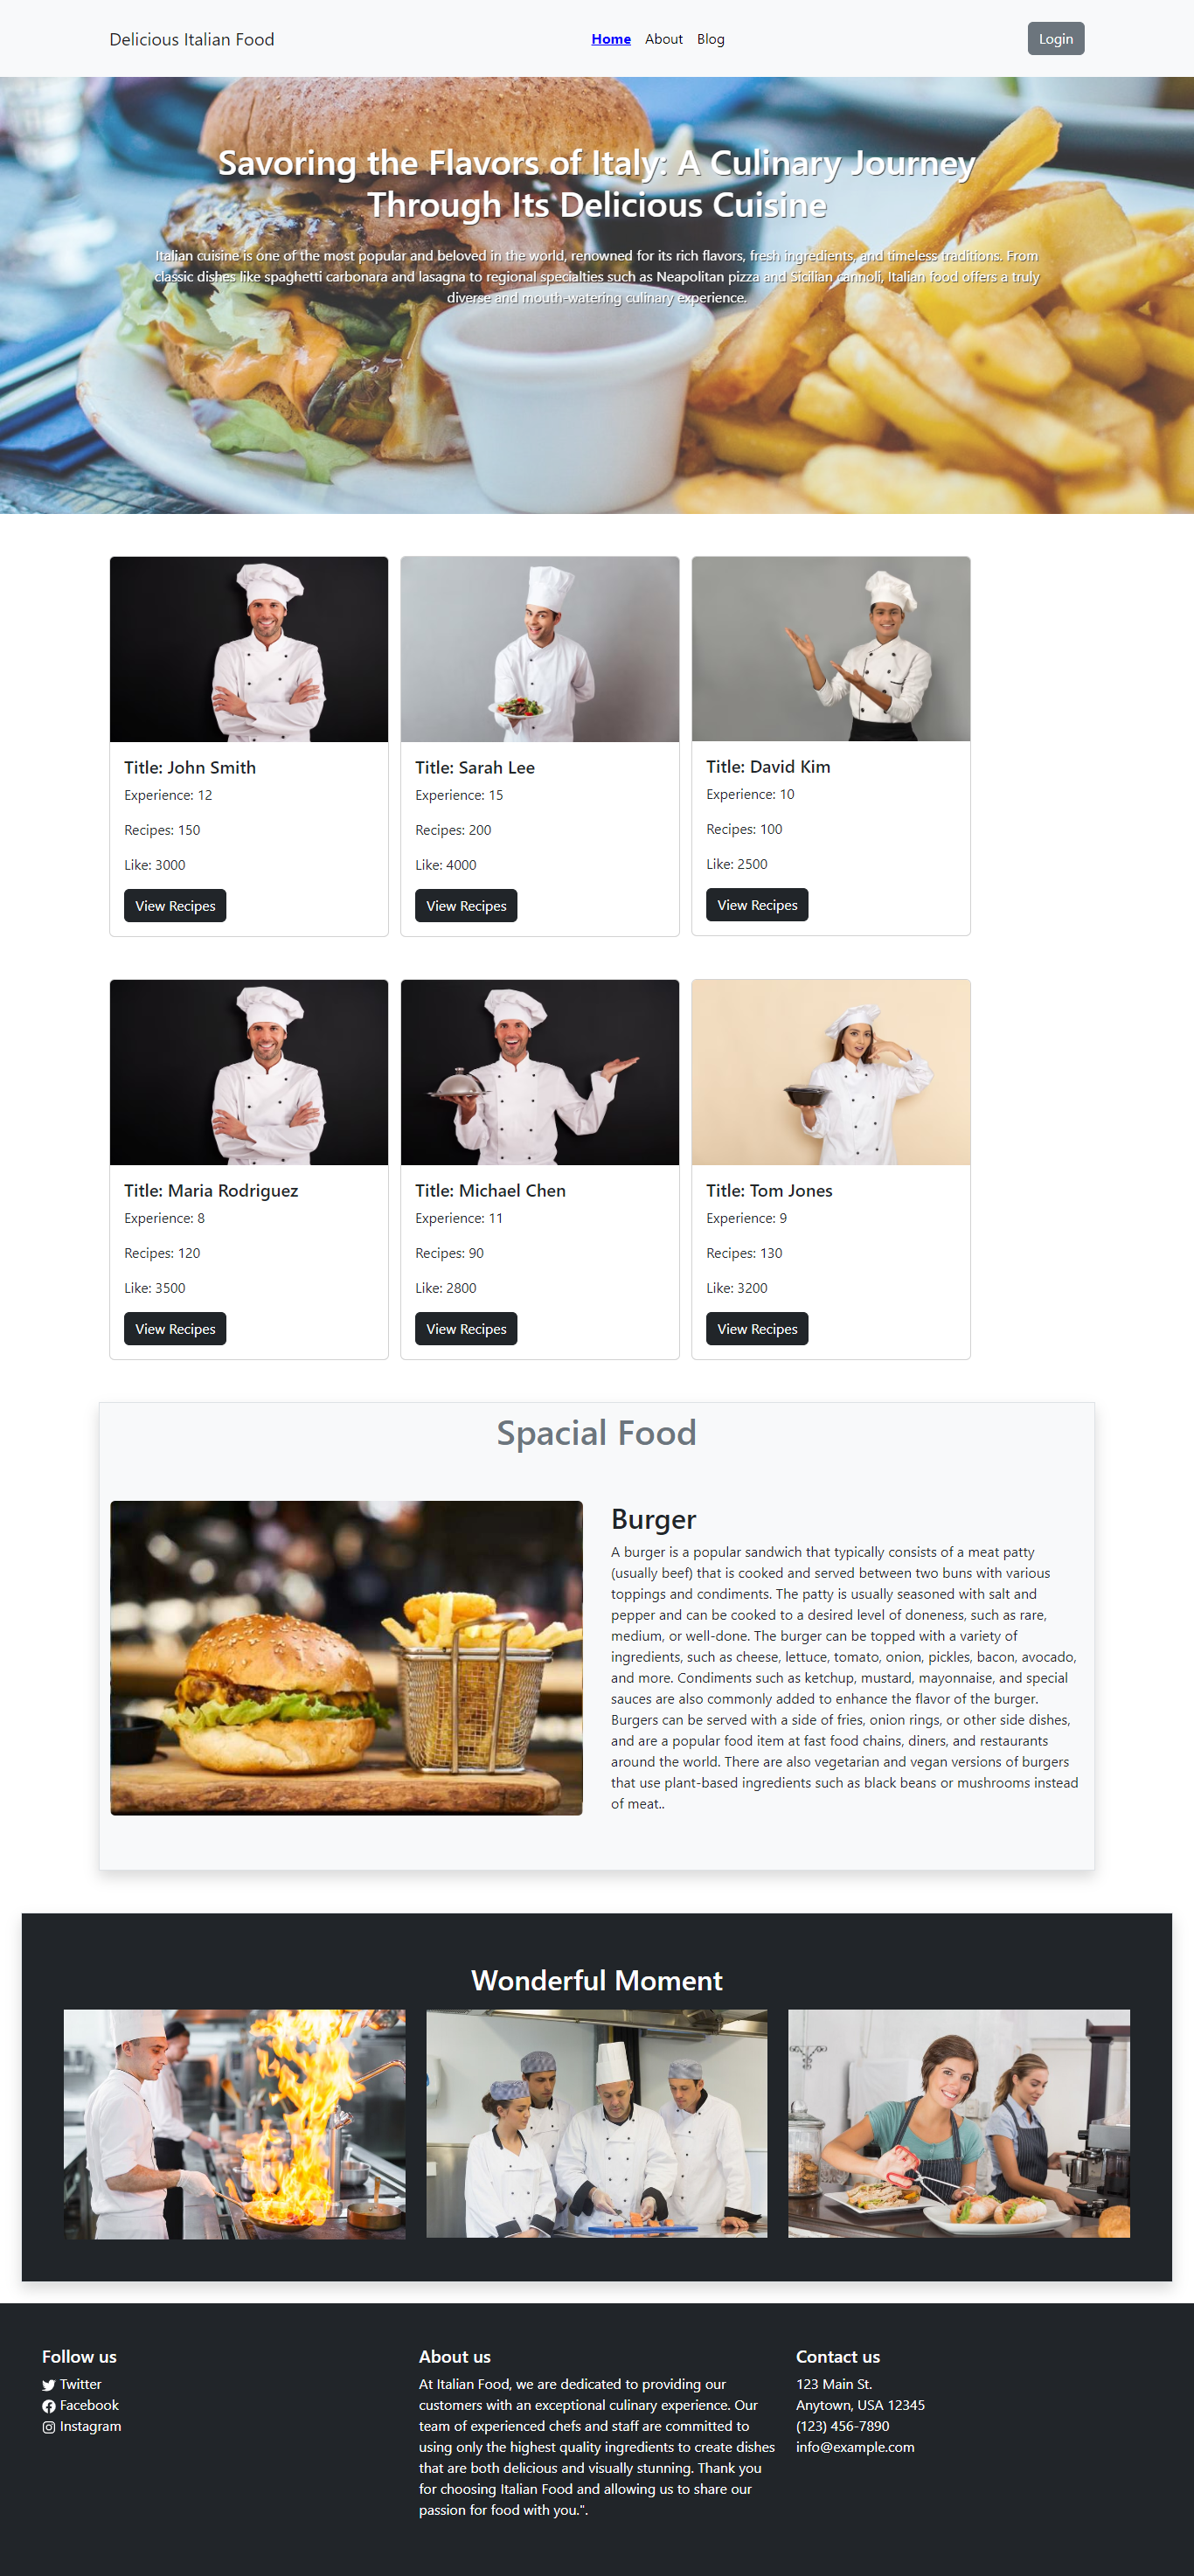 Delicious Italian Food
Home About Blog
Login
Savoring the Flavors of Italy: A Culinary Journey
Through Its Delicious Cuisine
Italian cuisine is one of the most popular and beloved in the world, renowned for its rich flavors, fresh ingredients, and timeless traditions. From
classic dishes like spaghetti carbonara and lasagna to regional specialties such as Neapolitan pizza and Sicilian cannoli, Italian food offers a truly
diverse and mouth-watering culinary experience.
Title: John Smith
Experience: 12
Recipes: 150
Like: 3000
View Recipes
Title: Sarah Lee
Experience: 15
Recipes: 200
Like: 4000
View Recipes
Title: David Kim
Experience: 10
Recipes: 100
Like: 2500
View Recipes
Title: Maria Rodriguez
Experience: 8
Recipes: 120
Like: 3500
View Recipes
Title: Michael Chen
Experience: 11
Recipes: 90
Like: 2800
View Recipes
Title: Tom Jones
Experience: 9
Recipes: 130
Like: 3200
View Recipes
Spacial Food
Burger
A burger is a popular sandwich that typically consists of a meat patty
(usually beef) that is cooked and served between two buns with various
toppings and condiments. The patty is usually seasoned with salt and
pepper and can be cooked to a desired level of doneness, such as rare,
medium, or well-done. The burger can be topped with a variety of
ingredients, such as cheese, lettuce, tomato, onion, pickles, bacon, avocado,
and more. Condiments such as ketchup, mustard, mayonnaise, and special
sauces are also commonly added to enhance the flavor of the burger.
Burgers can be served with a side of fries, onion rings, or other side dishes,
and are a popular food item at fast food chains, diners, and restaurants
around the world. There are also vegetarian and vegan versions of burgers
that use plant-based ingredients such as black beans or mushrooms instead
of meat..
Wonderful Moment
Follow us
Twitter
Facebook
Instagram
About us
At Italian Food, we are dedicated to providing our
customers with an exceptional culinary experience. Our
team of experienced chefs and staff are committed to
using only the highest quality ingredients to create dishes
that are both delicious and visually stunning. Thank you
for choosing Italian Food and allowing us to share our
passion for food with you.".
Contact us
123 Main St.
Anytown, USA 12345
(123) 456-7890
info@example.com